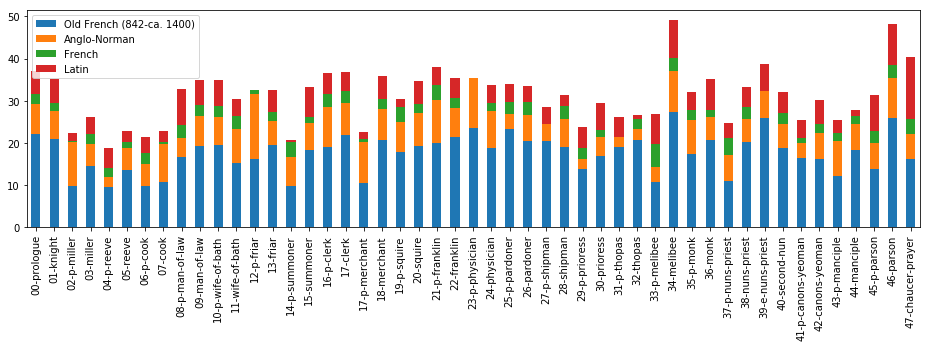 50
40
30
20
10
0
Old French (842-ca. 1400)
Anglo-Norman
French
Latin
00-prologue
01-knight
02-p-miller
03-miller
04-p-reeve
05-reeve
06-p-cook
07-cook
08-p-man-of-law
09-man-of-law
10-p-wife-of-bath
11-wife-of-bath
12-p-friar
13-friar
14-p-summoner
15-summoner
16-p-clerk
17-clerk
17-p-merchant
18-merchant
19-p-squire
20-squire
21-p-franklin
22-franklin
23-p-physician
24-physician
25-p-pardoner
26-pardoner
27-p-shipman
28-shipman
29-p-prioress
30-prioress
31-p-thopas
32-thopas
33-p-melibee
34-melibee
35-p-monk
36-monk
37-p-nuns-priest
38-nuns-priest
39-e-nuns-priest
40-second-nun
41-p-canons-yeoman
42-canons-yeoman
43-p-manciple
44-manciple
45-p-parson
46-parson
47-chaucer-prayer